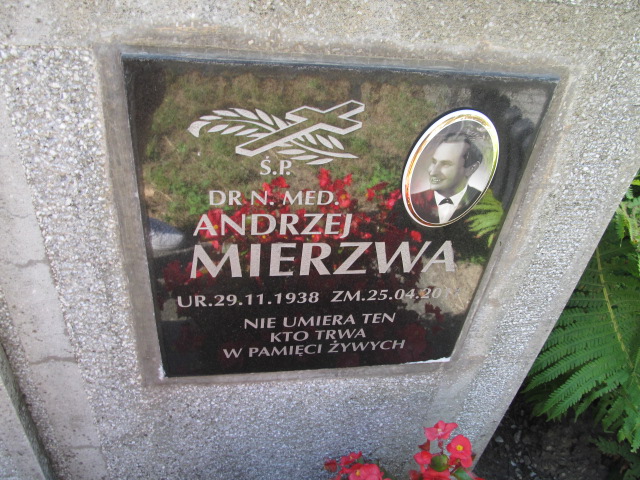 Ś.P.
DR N. MED.
ANDRZEJ
MIERZWA
UR.29.11.1938 ZM.25.04.20
NIE UMIERA TEN
KTO TRWA
W PAMIĘCI ŻYWYCH